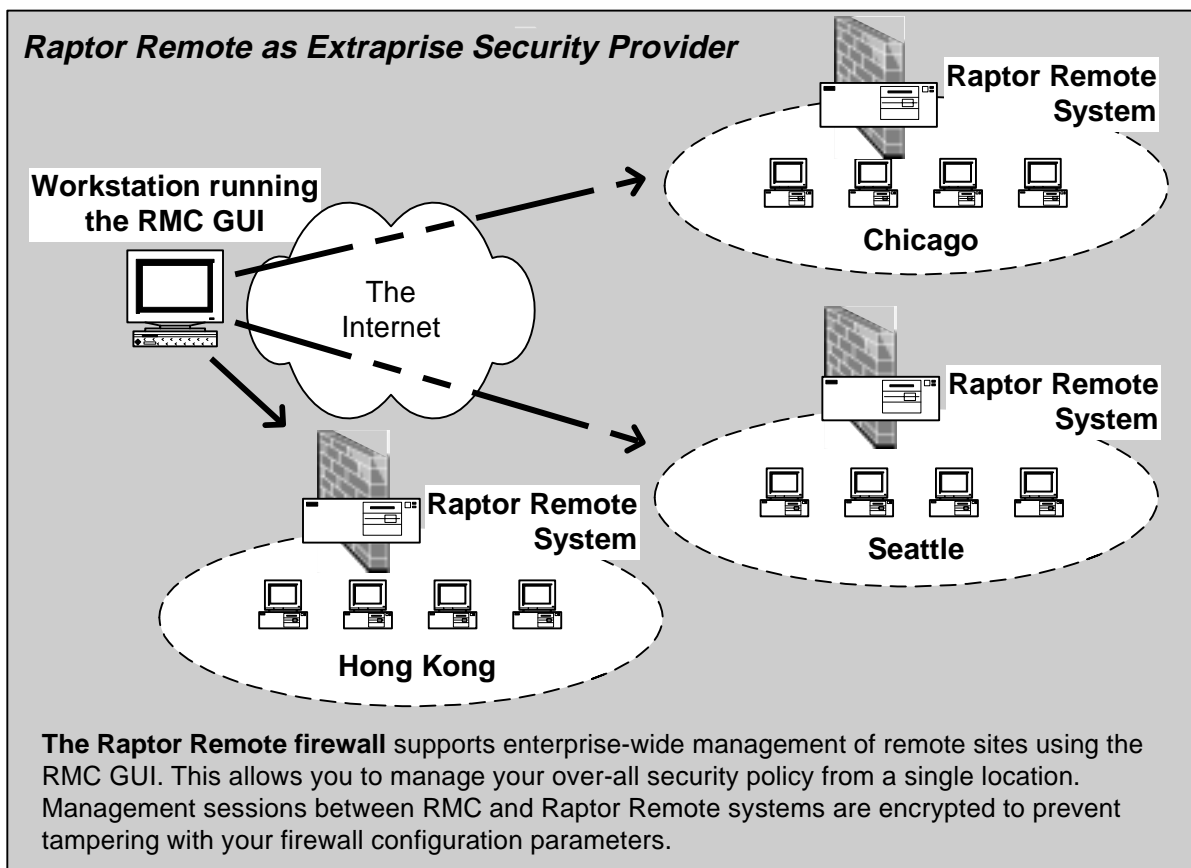 Raptor Remote as Extraprise Security Provider
Raptor Remote
System
Workstation running
the RMC GUI
Chicago
The
Internet
Raptor Remote
System
Raptor Remote
System
Seattle
Hong Kong
The Raptor Remote firewall supports enterprise-wide management of remote sites using the
RMC GUI. This allows you to manage your over-all security policy from a single location.
Management sessions between RMC and Raptor Remote systems are encrypted to prevent
tampering with your firewall configuration parameters.